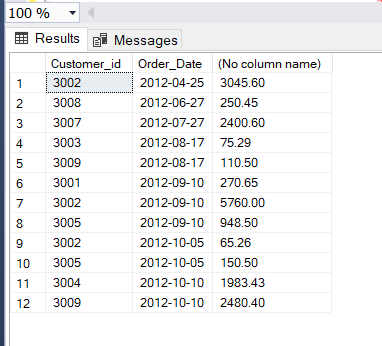 100 %
Results Messages
Customer_id Order_Date (No column name)
1 3002 2012-04-25 3045.60
2 3008 2012-06-27 250.45
3 3007 2012-07-27 2400.60
4 3003 2012-08-17 75.29
5 3009 2012-08-17 110.50
6 3001 2012-09-10 270.65
7 3002 2012-09-10 5760.00
8 3005 2012-09-10 948.50
9 3002 2012-10-05 65.26
10 3005 2012-10-05 150.50
11 3004 2012-10-10 1983.43
12 3009 2012-10-10 2480.40